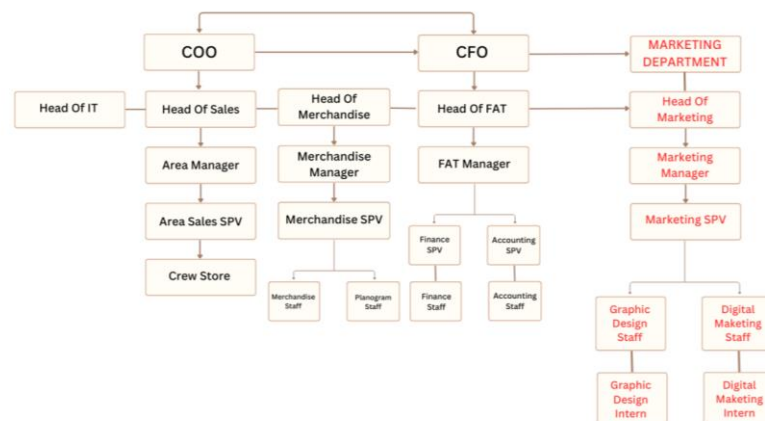 COO
CFO
MARKETING
DEPARTMENT
Head Of IT
Head Of Sales
Head Of
Merchandise
Head Of FAT
Head Of
Marketing
Area Manager
Merchandise
Manager
FAT Manager
Marketing
Manager
Area Sales SPV
Merchandise SPV
Finance
SPV
Accounting
SPV
Marketing SPV
Crew Store
Merchandise
Staff
Planogram
Staff
Finance
Staff
Accounting
Staff
Graphic
Design
Staff
Digital
Maketing
Staff
Graphic
Design
Intern
Digital
Maketing
Intern